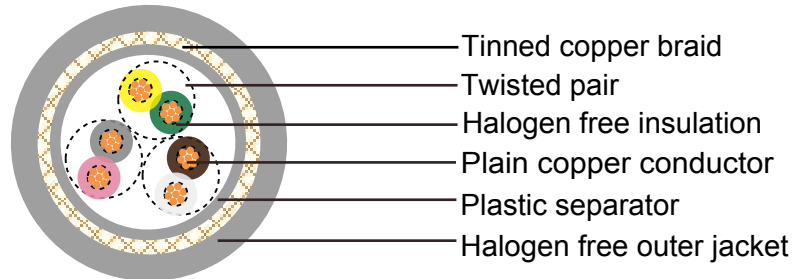 Tinned copper braid
Twisted pair
Halogen free insulation
Plain copper conductor
Plastic separator
Halogen free outer jacket